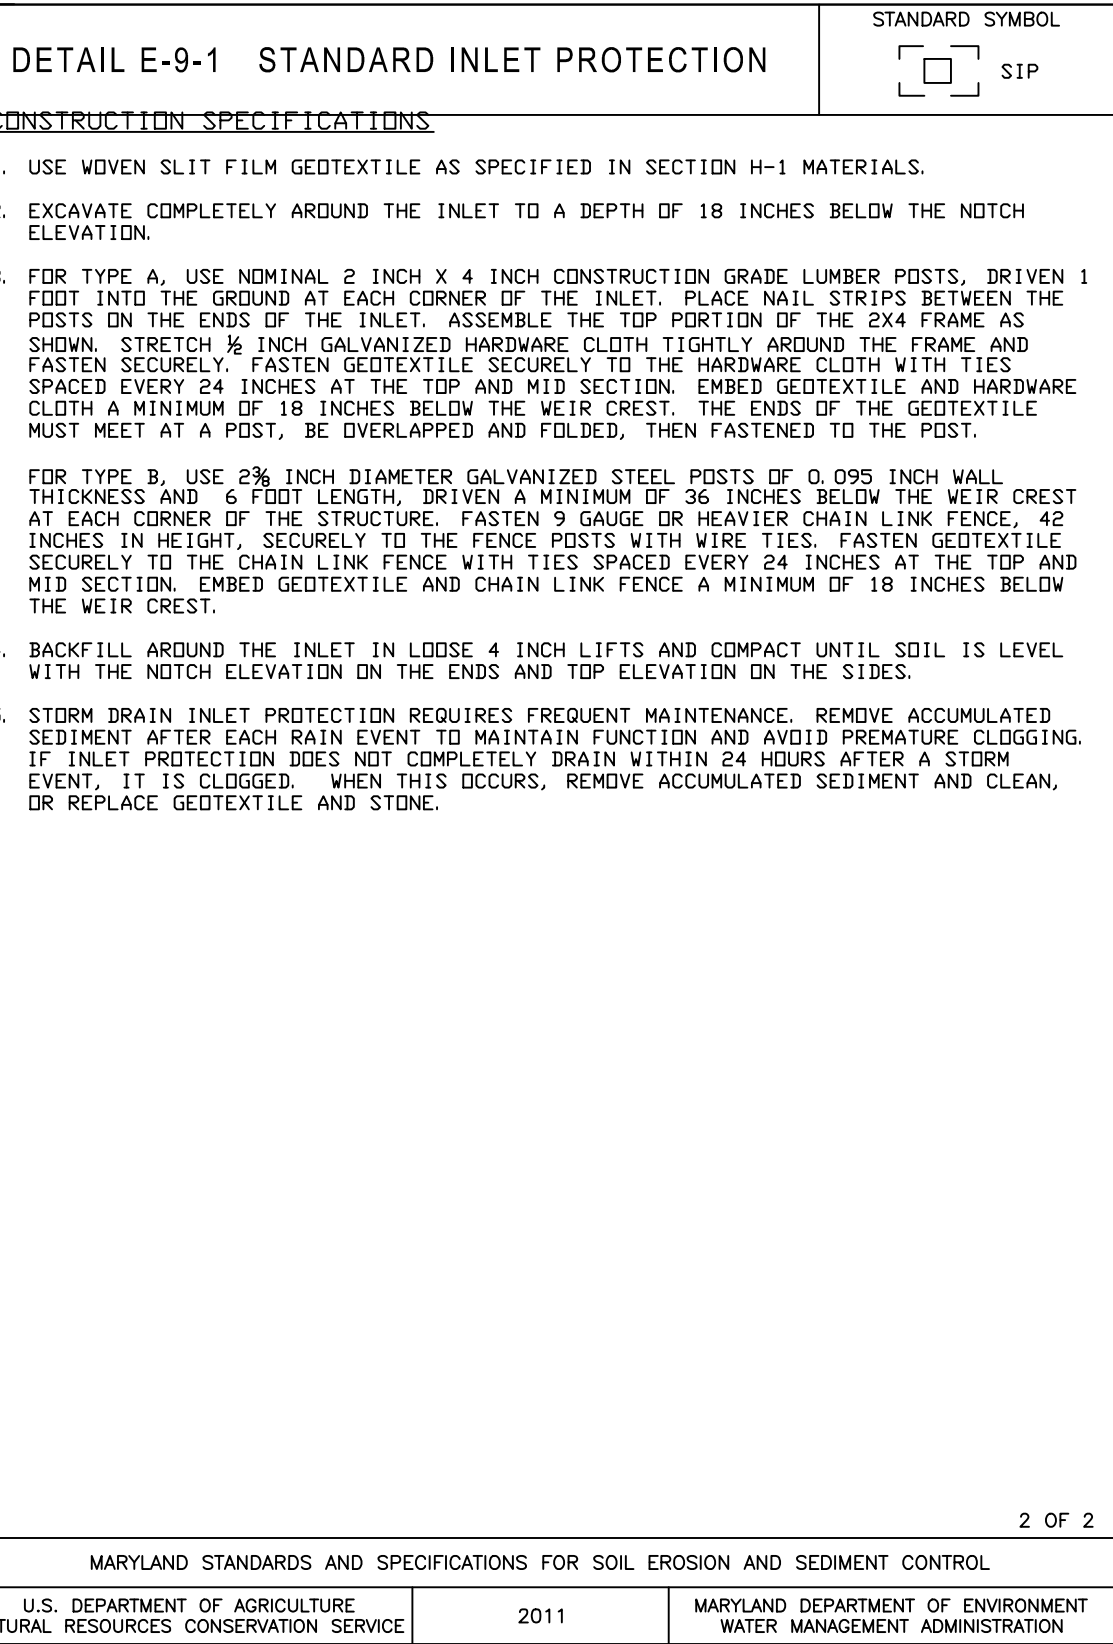 STANDARD SYMBOL
DETAIL E-9-1 STANDARD INLET PROTECTION
SIP
CONSTRUCTION SPECIFICATIONS
. USE WOVEN SLIT FILM GEOTEXTILE AS SPECIFIED IN SECTION H-1 MATERIALS.
2. EXCAVATE COMPLETELY AROUND THE INLET TO A DEPTH OF 18 INCHES BELOW THE NOTCH
ELEVATION.
3. FOR TYPE A, USE NOMINAL 2 INCH X 4 INCH CONSTRUCTION GRADE LUMBER POSTS, DRIVEN 1
FOOT INTO THE GROUND AT EACH CORNER OF THE INLET. PLACE NAIL STRIPS BETWEEN THE
POSTS ON THE ENDS OF THE INLET. ASSEMBLE THE TOP PORTION OF THE 2X4 FRAME AS
SHOWN. STRETCH ½ INCH GALVANIZED HARDWARE CLOTH TIGHTLY AROUND THE FRAME AND
FASTEN SECURELY. FASTEN GEOTEXTILE SECURELY TO THE HARDWARE CLOTH WITH TIES
SPACED EVERY 24 INCHES AT THE TOP AND MID SECTION. EMBED GEOTEXTILE AND HARDWARE
CLOTH A MINIMUM OF 18 INCHES BELOW THE WEIR CREST. THE ENDS OF THE GEOTEXTILE
MUST MEET AT A POST, BE OVERLAPPED AND FOLDED, THEN FASTENED TO THE POST.
FOR TYPE B, USE 2⅜ INCH DIAMETER GALVANIZED STEEL POSTS OF 0.095 INCH WALL
THICKNESS AND 6 FOOT LENGTH, DRIVEN A MINIMUM OF 36 INCHES BELOW THE WEIR CREST
AT EACH CORNER OF THE STRUCTURE. FASTEN 9 GAUGE OR HEAVIER CHAIN LINK FENCE, 42
INCHES IN HEIGHT, SECURELY TO THE FENCE POSTS WITH WIRE TIES. FASTEN GEOTEXTILE
SECURELY TO THE CHAIN LINK FENCE WITH TIES SPACED EVERY 24 INCHES AT THE TOP AND
MID SECTION. EMBED GEOTEXTILE AND CHAIN LINK FENCE A MINIMUM OF 18 INCHES BELOW
THE WEIR CREST.
. BACKFILL AROUND THE INLET IN LOOSE 4 INCH LIFTS AND COMPACT UNTIL SOIL IS LEVEL
WITH THE NOTCH ELEVATION ON THE ENDS AND TOP ELEVATION ON THE SIDES.
5. STORM DRAIN INLET PROTECTION REQUIRES FREQUENT MAINTENANCE. REMOVE ACCUMULATED
SEDIMENT AFTER EACH RAIN EVENT TO MAINTAIN FUNCTION AND AVOID PREMATURE CLOGGING.
IF INLET PROTECTION DOES NOT COMPLETELY DRAIN WITHIN 24 HOURS AFTER A STORM
EVENT, IT IS CLOGGED. WHEN THIS OCCURS, REMOVE ACCUMULATED SEDIMENT AND CLEAN,
OR REPLACE GEOTEXTILE AND STONE.
2 OF 2
MARYLAND STANDARDS AND SPECIFICATIONS FOR SOIL EROSION AND SEDIMENT CONTROL
U.S. DEPARTMENT OF AGRICULTURE
TURAL RESOURCES CONSERVATION SERVICE
2011
MARYLAND DEPARTMENT OF ENVIRONMENT
WATER MANAGEMENT ADMINISTRATION